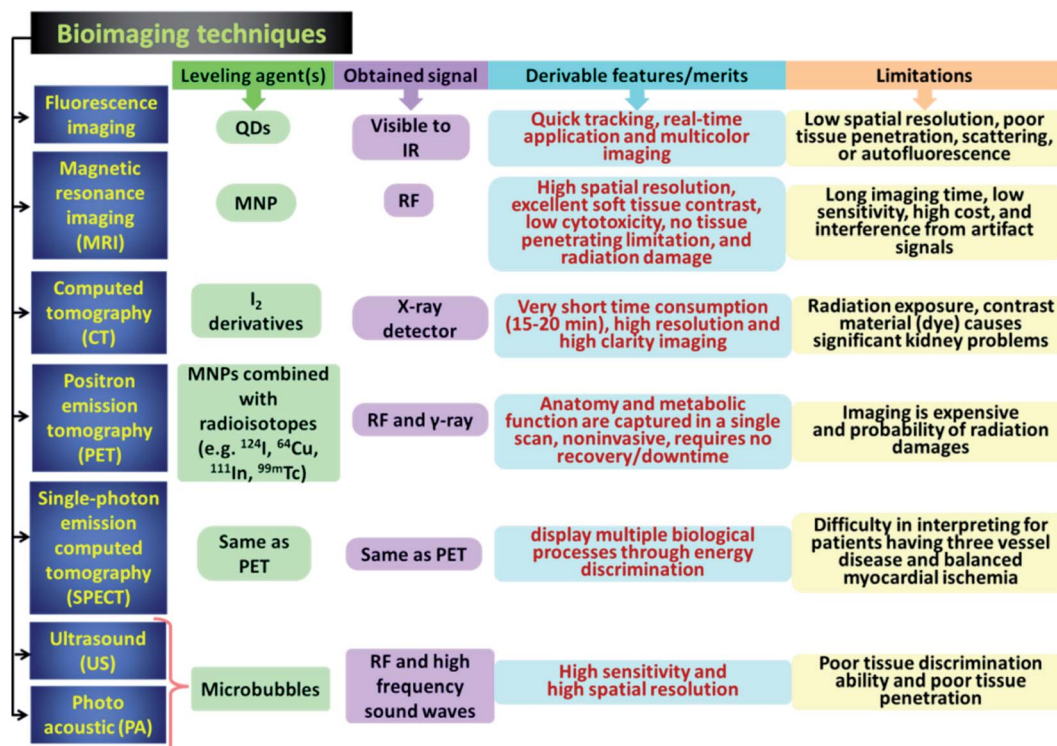 Bioimaging techniques
Leveling agent(s)
Obtained signal
Derivable features/merits
Limitations
Fluorescence
imaging
QDs
Visible to
IR
Quick tracking, real-time
application and multicolor
imaging
Low spatial resolution, poor
tissue penetration, scattering,
or autofluorescence
Magnetic
resonance
imaging
(MRI)
MNP
RF
High spatial resolution,
excellent soft tissue contrast,
low cytotoxicity, no tissue
penetrating limitation, and
radiation damage
Long imaging time, low
sensitivity, high cost, and
interference from artifact
signals
Computed
tomography
(CT)
I₂
derivatives
X-ray
detector
Very short time consumption
(15-20 min), high resolution and
high clarity imaging
Radiation exposure, contrast
material (dye) causes
significant kidney problems
Positron
emission
tomography
(PET)
MNPs combined
with
radioisotopes
(e.g. ¹²⁴I, ⁶⁴Cu,
¹¹¹In, ⁹⁹ᵐTc)
RF and γ-ray
Anatomy and metabolic
function are captured in a single
scan, noninvasive, requires no
recovery/downtime
Imaging is expensive
and probability of radiation
damages
Single-photon
emission
computed
tomography
(SPECT)
Same as
PET
Same as PET
display multiple biological
processes through energy
discrimination
Difficulty in interpreting for
patients having three vessel
disease and balanced
myocardial ischemia
Ultrasound
(US)
Photo
acoustic (PA)
Microbubbles
RF and high
frequency
sound waves
High sensitivity and
high spatial resolution
Poor tissue discrimination
ability and poor tissue
penetration